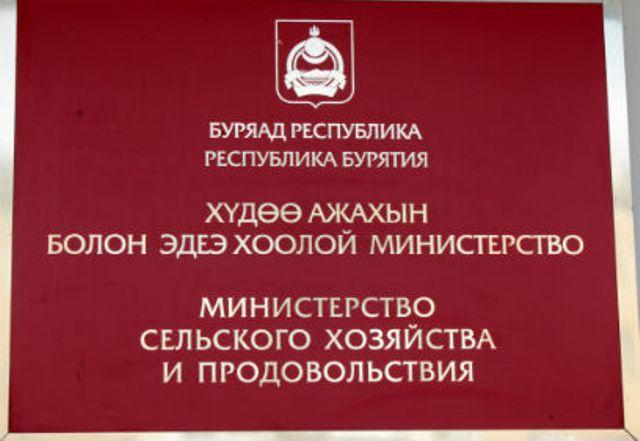 БУРЯАД РЕСПУБЛИКА
РЕСПУБЛИКА БУРЯТИЯ
ХҮДӨӨ АЖАХЫН
БОЛОН ЭДЕЭ ХООЛОЙ МИНИСТЕРСТВО
МИНИСТЕРСТВО
СЕЛЬСКОГО ХОЗЯЙСТВА
И ПРОДОВОЛЬСТВИЯ